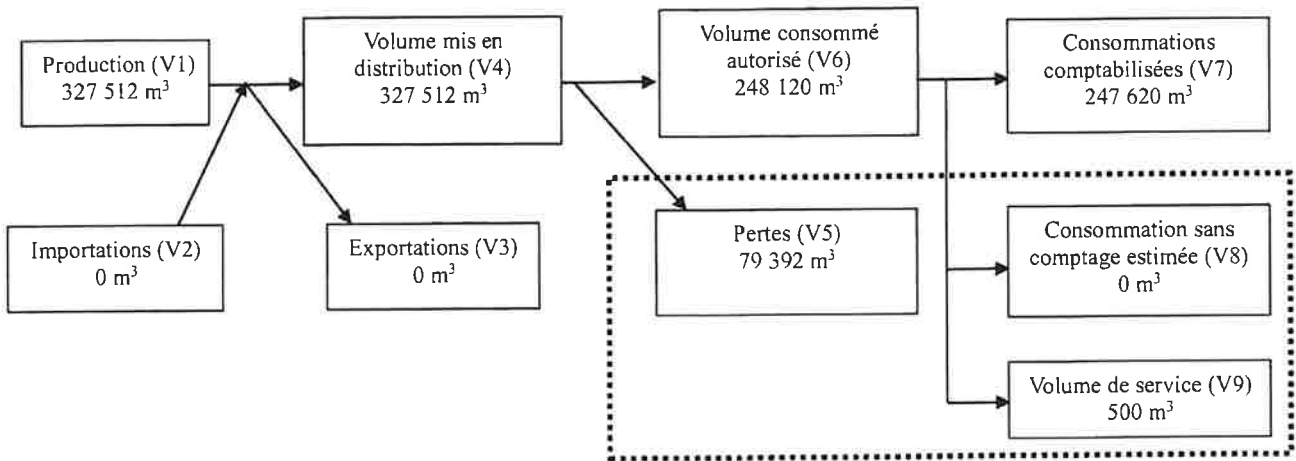 Production (V1)
327 512 m³
Volume mis en
distribution (V4)
327 512 m³
Volume consommé
autorisé (V6)
248 120 m³
Consommations
comptabilisées (V7)
247 620 m³
Importations (V2)
0 m³
Exportations (V3)
0 m³
Pertes (V5)
79 392 m³
Consommation sans
comptage estimée (V8)
0 m³
Volume de service (V9)
500 m³